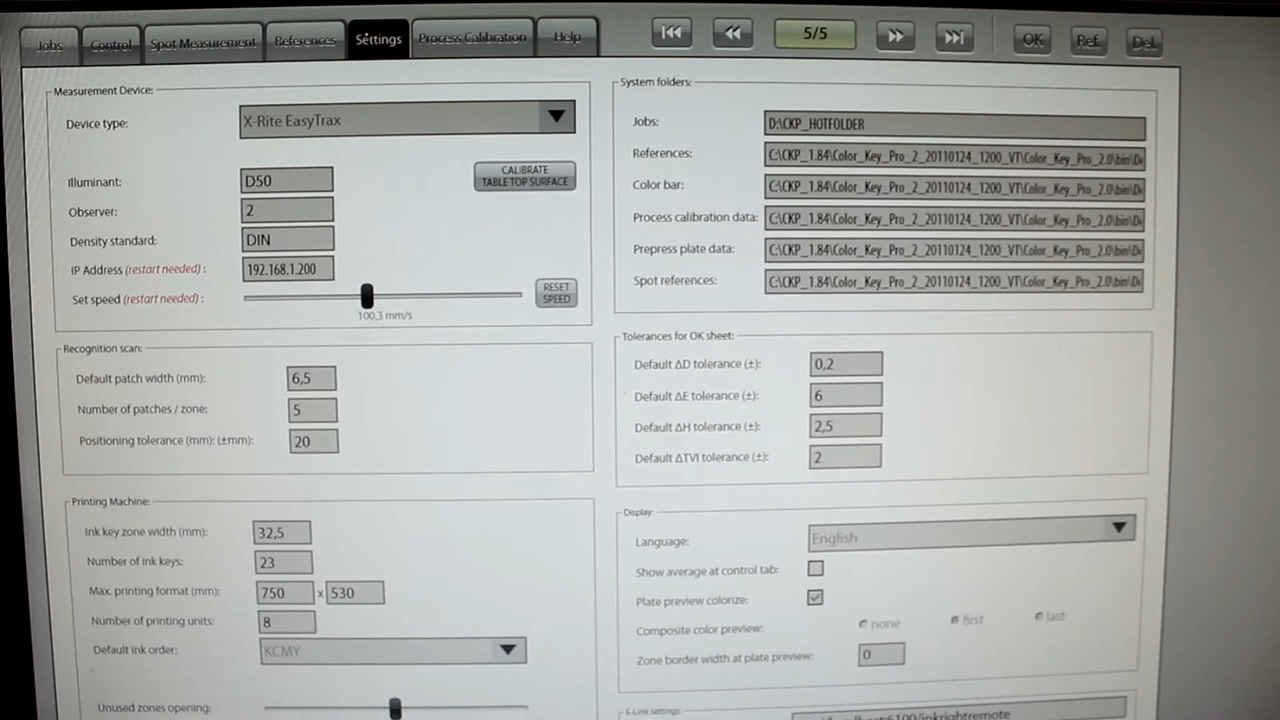 Jobs Control Spot Measurement References Settings Process Calibration Help 5/5 OK Ref. Del.
Measurement Device:
Device type: X-Rite EasyTrax
CALIBRATE
TABLE TOP SURFACE
Illuminant: D50
Observer: 2
Density standard: DIN
IP Address (restart needed) : 192.168.1.200
Set speed (restart needed) :
RESET
SPEED
100,3 mm/s
Recognition scan:
Default patch width (mm): 6,5
Number of patches / zone: 5
Positioning tolerance (mm): (±mm): 20
Printing Machine:
Ink key zone width (mm): 32,5
Number of ink keys: 23
Max. printing format (mm): 750 x 530
Number of printing units: 8
Default ink order: KCMY
Unused zones opening:
System folders:
Jobs: D:\CKP_HOTFOLDER
References: C:\CKP_1.84\Color_Key_Pro_2_20110124_1200_VT\Color_Key_Pro_2.0\bin\De
Color bar: C:\CKP_1.84\Color_Key_Pro_2_20110124_1200_VT\Color_Key_Pro_2.0\bin\De
Process calibration data: C:\CKP_1.84\Color_Key_Pro_2_20110124_1200_VT\Color_Key_Pro_2.0\bin\De
Prepress plate data: C:\CKP_1.84\Color_Key_Pro_2_20110124_1200_VT\Color_Key_Pro_2.0\bin\De
Spot references: C:\CKP_1.84\Color_Key_Pro_2_20110124_1200_VT\Color_Key_Pro_2.0\bin\De
Tolerances for OK sheet:
Default ΔD tolerance (±): 0,2
Default ΔE tolerance (±): 6
Default ΔH tolerance (±): 2,5
Default ΔTVI tolerance (±): 2
Display:
Language: English
Show average at control tab:
Plate preview colorize:
Composite color preview: none first last
Zone border width at plate preview: 0
E-Link settings: